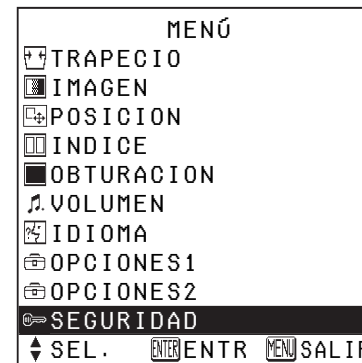 MENÚ
TRAPECIO
IMAGEN
POSICION
INDICE
OBTURACION
VOLUMEN
IDIOMA
OPCIONES1
OPCIONES2
SEGURIDAD
SEL. ENTER ENTR MENU SALIR